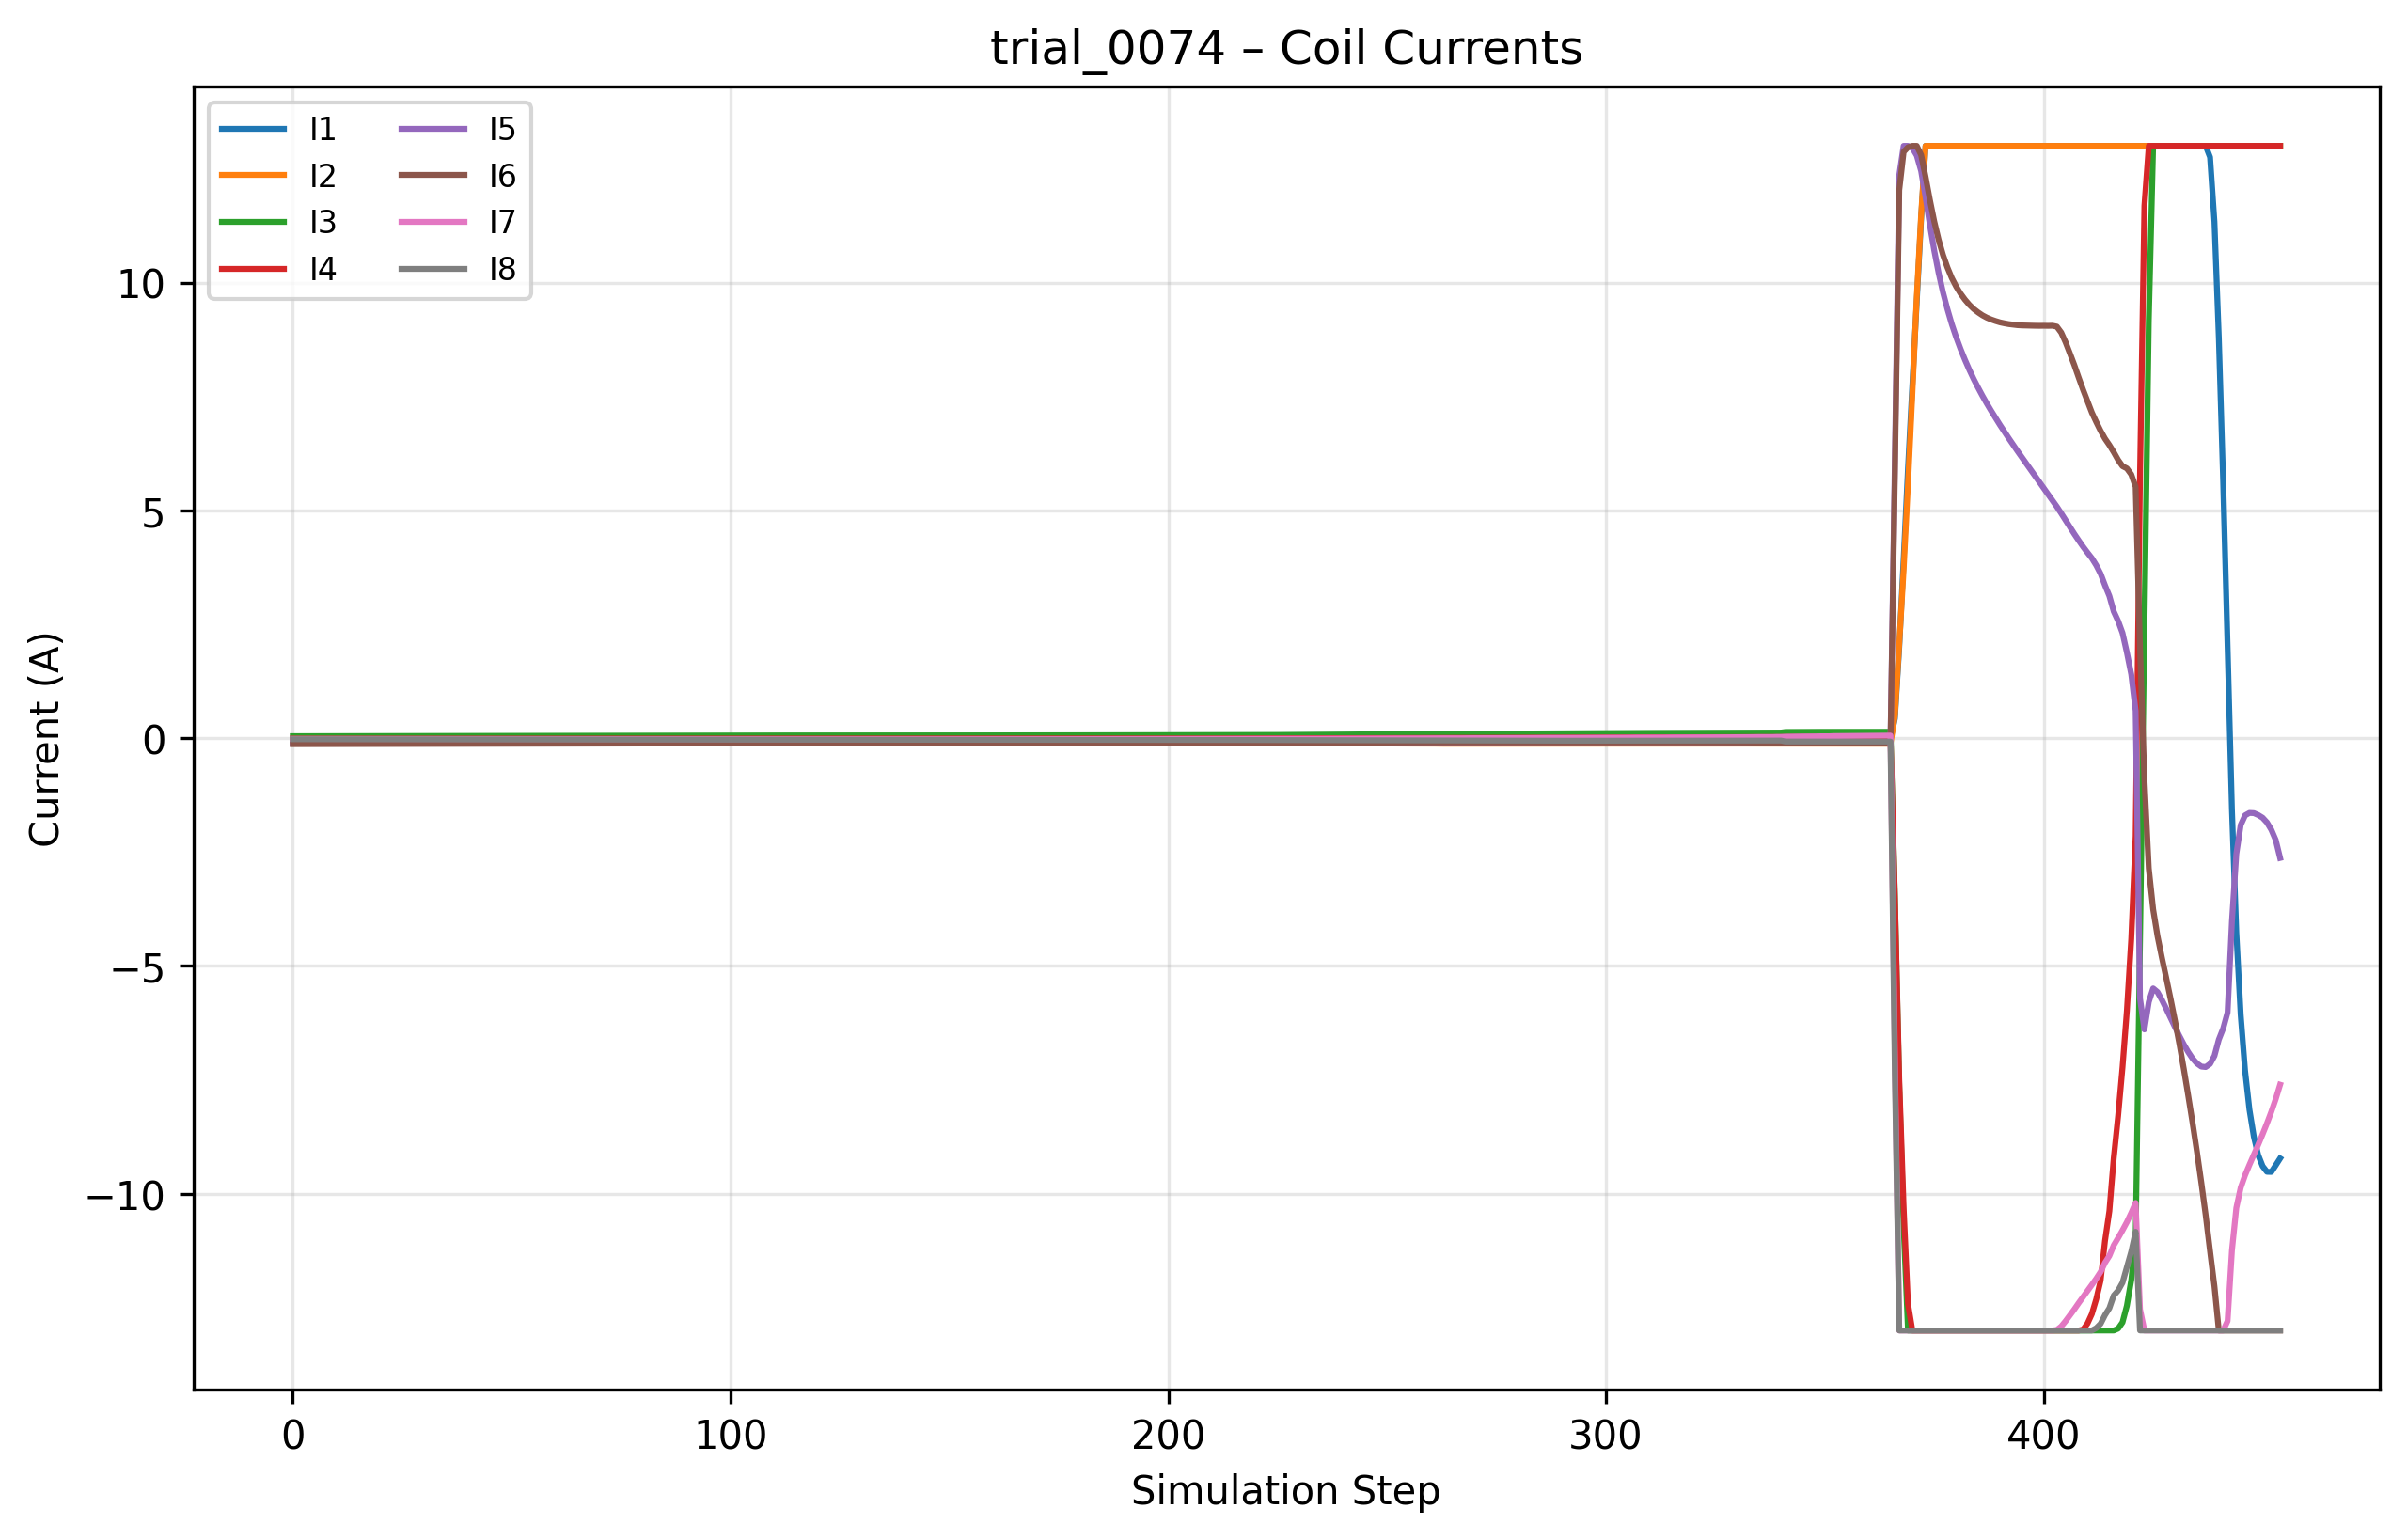 trial_0074 – Coil Currents
I1 I5
I2 I6
I3 I7
I4 I8
Current (A)
10
5
0
−5
−10
0 100 200 300 400
Simulation Step